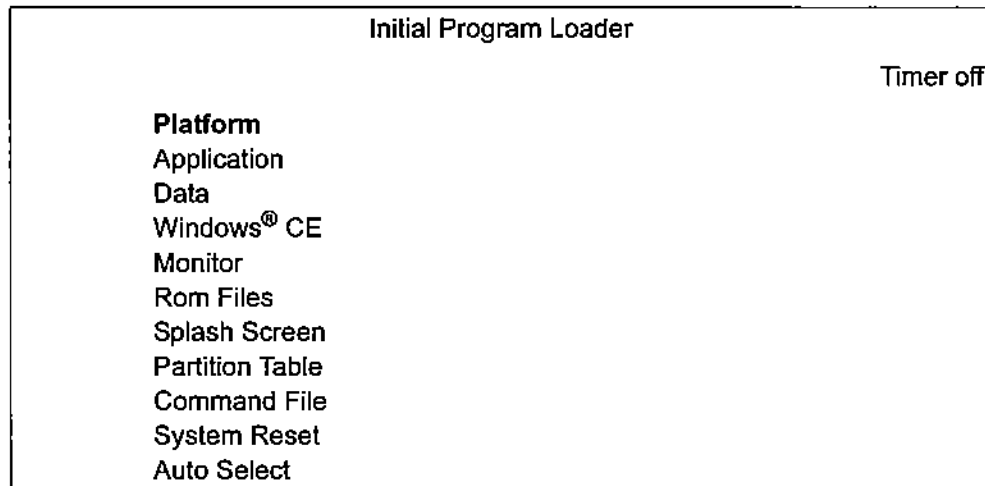 Initial Program Loader
Timer off
Platform
Application
Data
Windows® CE
Monitor
Rom Files
Splash Screen
Partition Table
Command File
System Reset
Auto Select